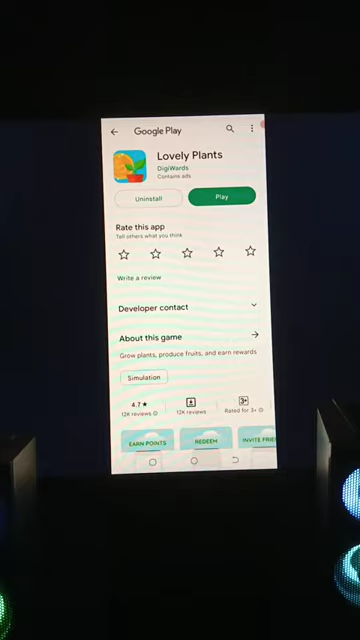 Google Play
Lovely Plants
DigiWards
Contains ads
Uninstall
Play
Rate this app
Tell others what you think
Write a review
Developer contact
About this game
Grow plants, produce fruits, and earn rewards
Simulation
4.7★
12K reviews
12K reviews
3+
Rated for 3+
EARN POINTS
REDEEM
INVITE FRIE